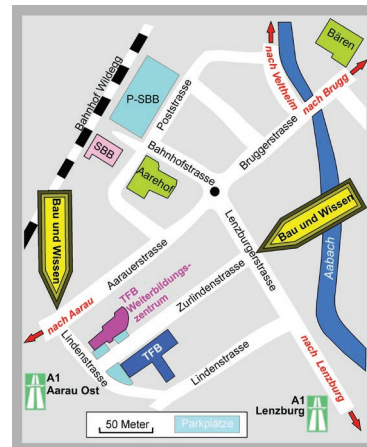 Bären
nach Veltheim
nach Brugg
Bahnhof Wildegg
P-SBB
Poststrasse
SBB
Bahnhofstrasse
Bruggerstrasse
Aarehof
Bau und Wissen
Bau und Wissen
Lenzburgerstrasse
Aabach
Aarauerstrasse
TFB
Weiterbildungs-
zentrum
Zurlindenstrasse
nach Aarau
TFB
Lindenstrasse
Lindenstrasse
nach Lenzburg
A1
Aarau Ost
A1
Lenzburg
50 Meter
Parkplätze